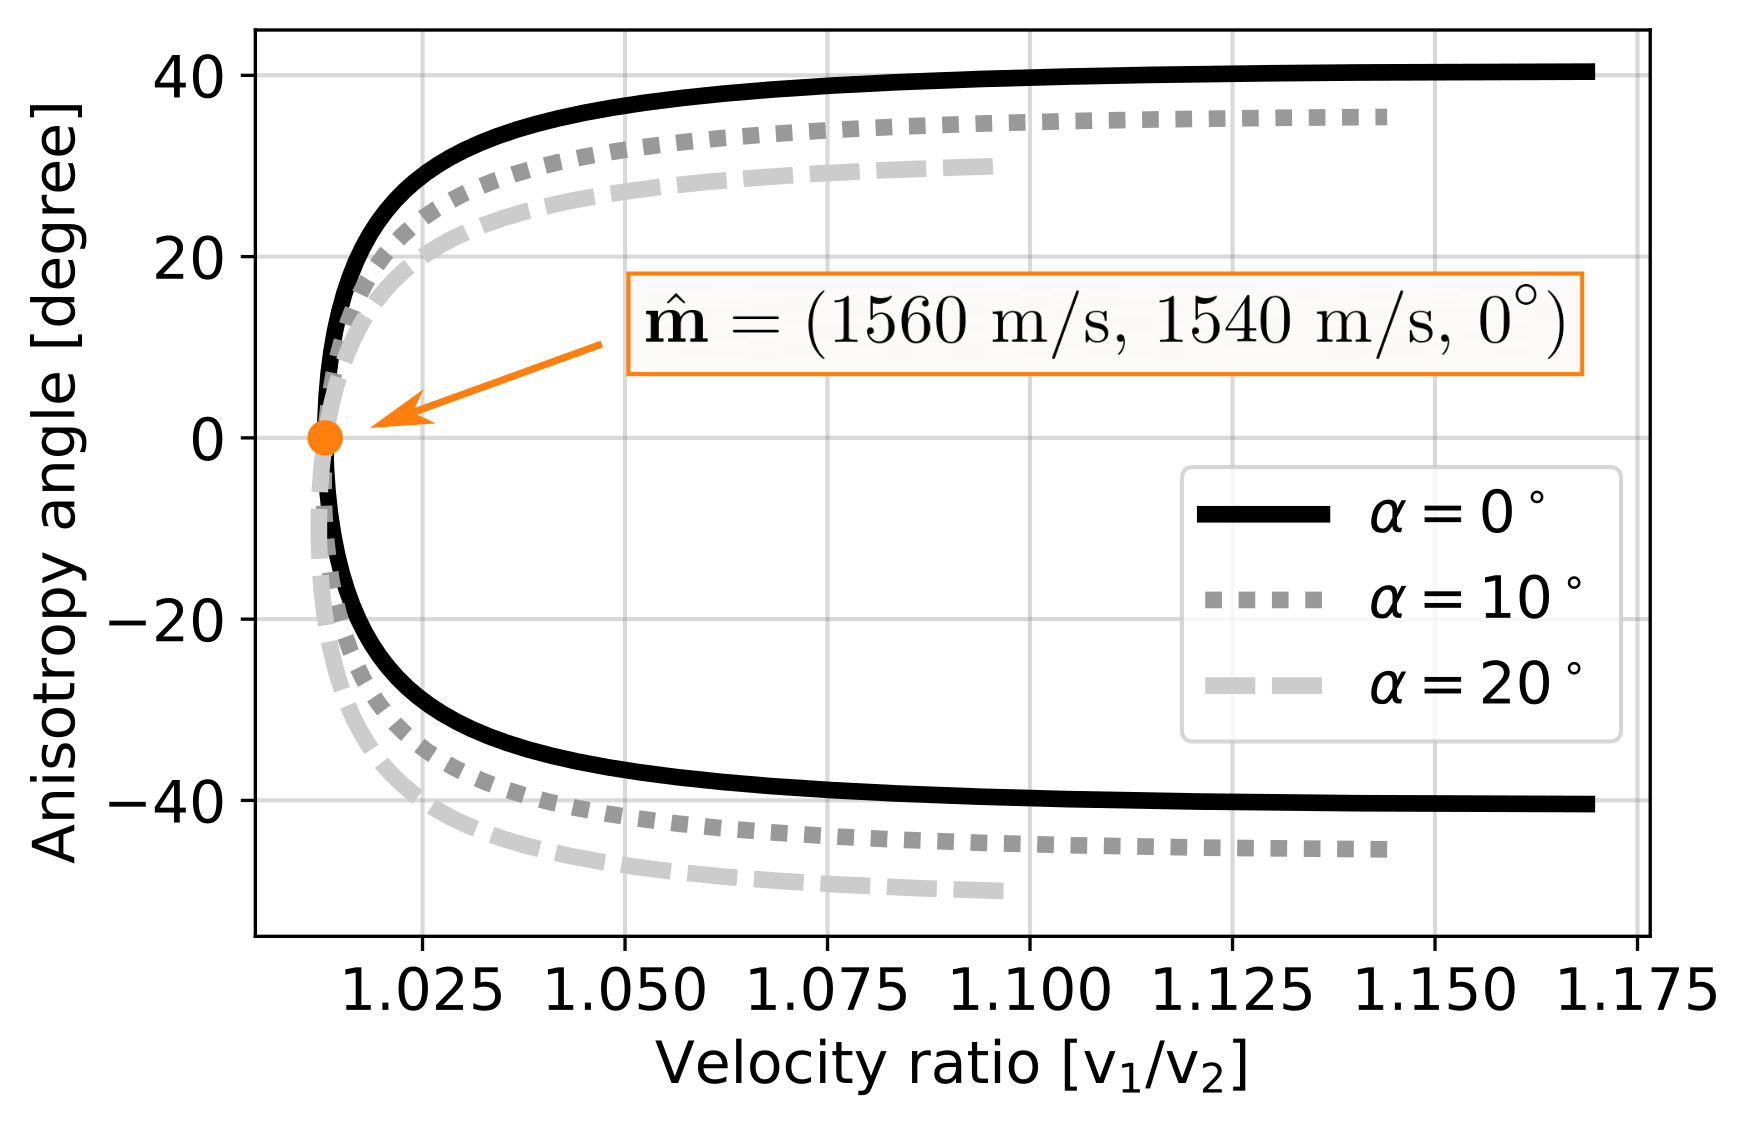 40
20
0
−20
−40
Anisotropy angle [degree]
m̂ = (1560 m/s, 1540 m/s, 0°)
α = 0°
α = 10°
α = 20°
1.025 1.050 1.075 1.100 1.125 1.150 1.175
Velocity ratio [v₁/v₂]